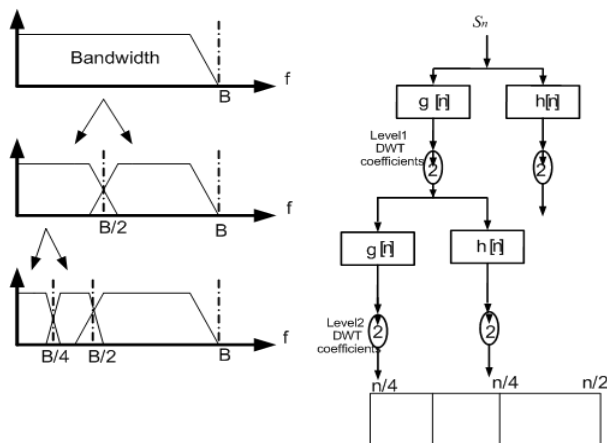 Bandwidth
f
B
f
B/2
B
f
B/4
B/2
B
Sn
g [n]
h[n]
Level1
DWT
coefficients
2
2
g[n]
h [n]
Level2
DWT
coefficients
2
2
n/4
n/4
n/2